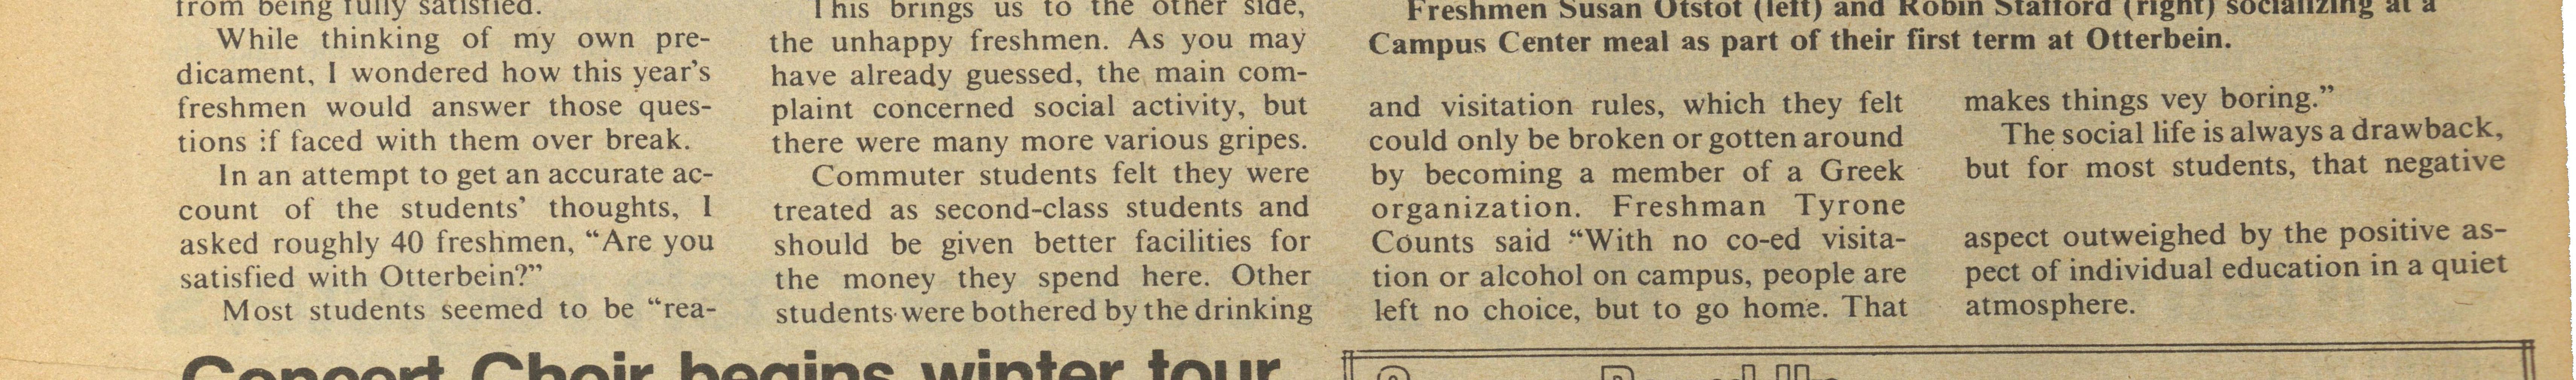 from being fully satisfied.
While thinking of my own pre-
dicament, I wondered how this year's
freshmen would answer those ques-
tions if faced with them over break.
In an attempt to get an accurate ac-
count of the students' thoughts, I
asked roughly 40 freshmen, "Are you
satisfied with Otterbein?"
Most students seemed to be "rea-
This brings us to the other side,
the unhappy freshmen. As you may
have already guessed, the main com-
plaint concerned social activity, but
there were many more various gripes.
Commuter students felt they were
treated as second-class students and
should be given better facilities for
the money they spend here. Other
students were bothered by the drinking
Freshmen Susan Otstot (left) and Robin Stafford (right) socializing at a
Campus Center meal as part of their first term at Otterbein.
and visitation rules, which they felt
could only be broken or gotten around
by becoming a member of a Greek
organization. Freshman Tyrone
Counts said "With no co-ed visita-
tion or alcohol on campus, people are
left no choice, but to go home. That
makes things vey boring."
The social life is always a drawback,
but for most students, that negative
aspect outweighed by the positive as-
pect of individual education in a quiet
atmosphere.
Concert Choir begins winter tour